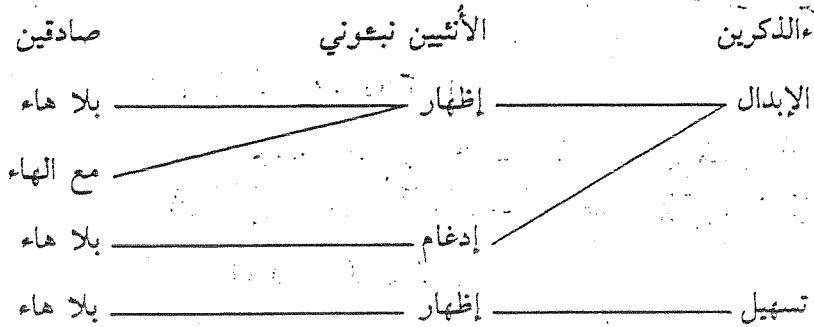 ءالذكرين الأنثيين نبئوني صادقين
الإبدال إظهار بلا هاء
مع الهاء
إدغام بلا هاء
تسهيل إظهار بلا هاء